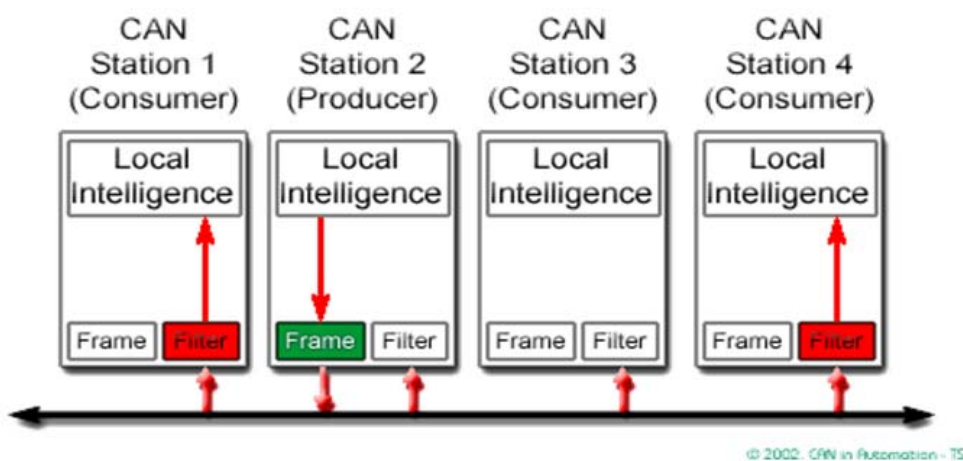 CAN
Station 1
(Consumer)
CAN
Station 2
(Producer)
CAN
Station 3
(Consumer)
CAN
Station 4
(Consumer)
Local
Intelligence
Frame
Filter
Local
Intelligence
Frame
Filter
Local
Intelligence
Frame
Filter
Local
Intelligence
Frame
Filter
© 2002. CAN in Automation - TS